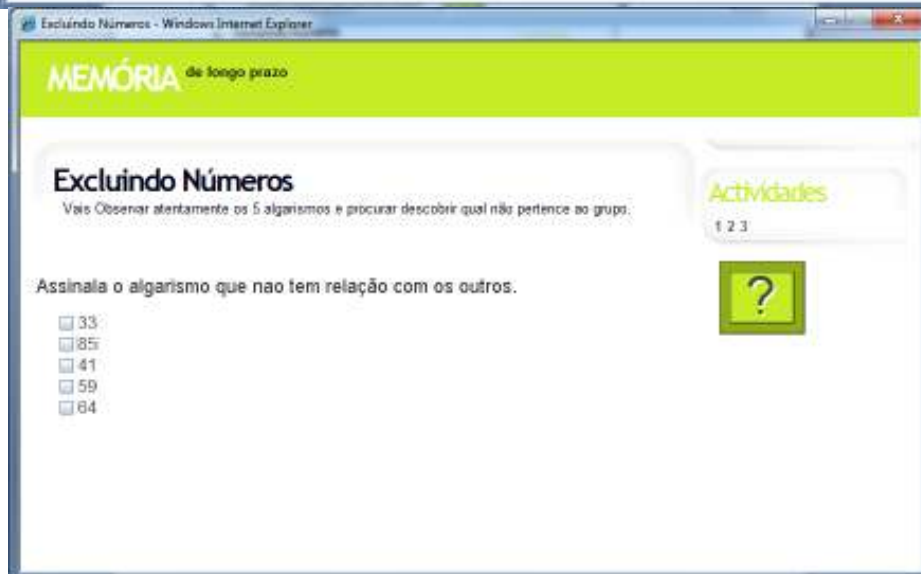 Excluindo Números - Windows Internet Explorer
MEMÓRIA de longo prazo
Excluindo Números
Vais Observar atentamente os 5 algarismos e procurar descobrir qual não pertence ao grupo.
Actividades
1 2 3
?
Assinala o algarismo que nao tem relação com os outros.
33
85
41
59
64